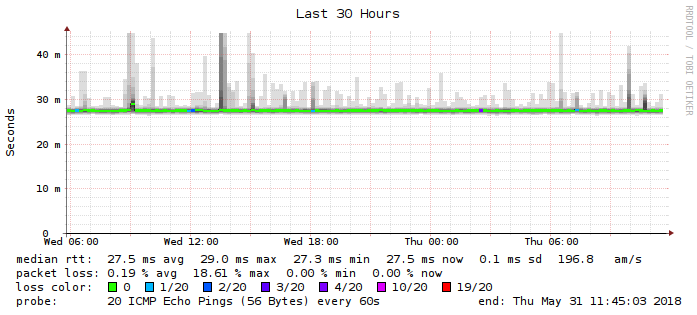 Last 30 Hours
RRDTOOL / TOBI OETIKER
Seconds
40 m
30 m
20 m
10 m
0
Wed 06:00 Wed 12:00 Wed 18:00 Thu 00:00 Thu 06:00
median rtt: 27.5 ms avg 29.0 ms max 27.3 ms min 27.5 ms now 0.1 ms sd 196.8 am/s
packet loss: 0.19 % avg 18.61 % max 0.00 % min 0.00 % now
loss color: 0 1/20 2/20 3/20 4/20 10/20 19/20
probe: 20 ICMP Echo Pings (56 Bytes) every 60s end: Thu May 31 11:45:03 2018